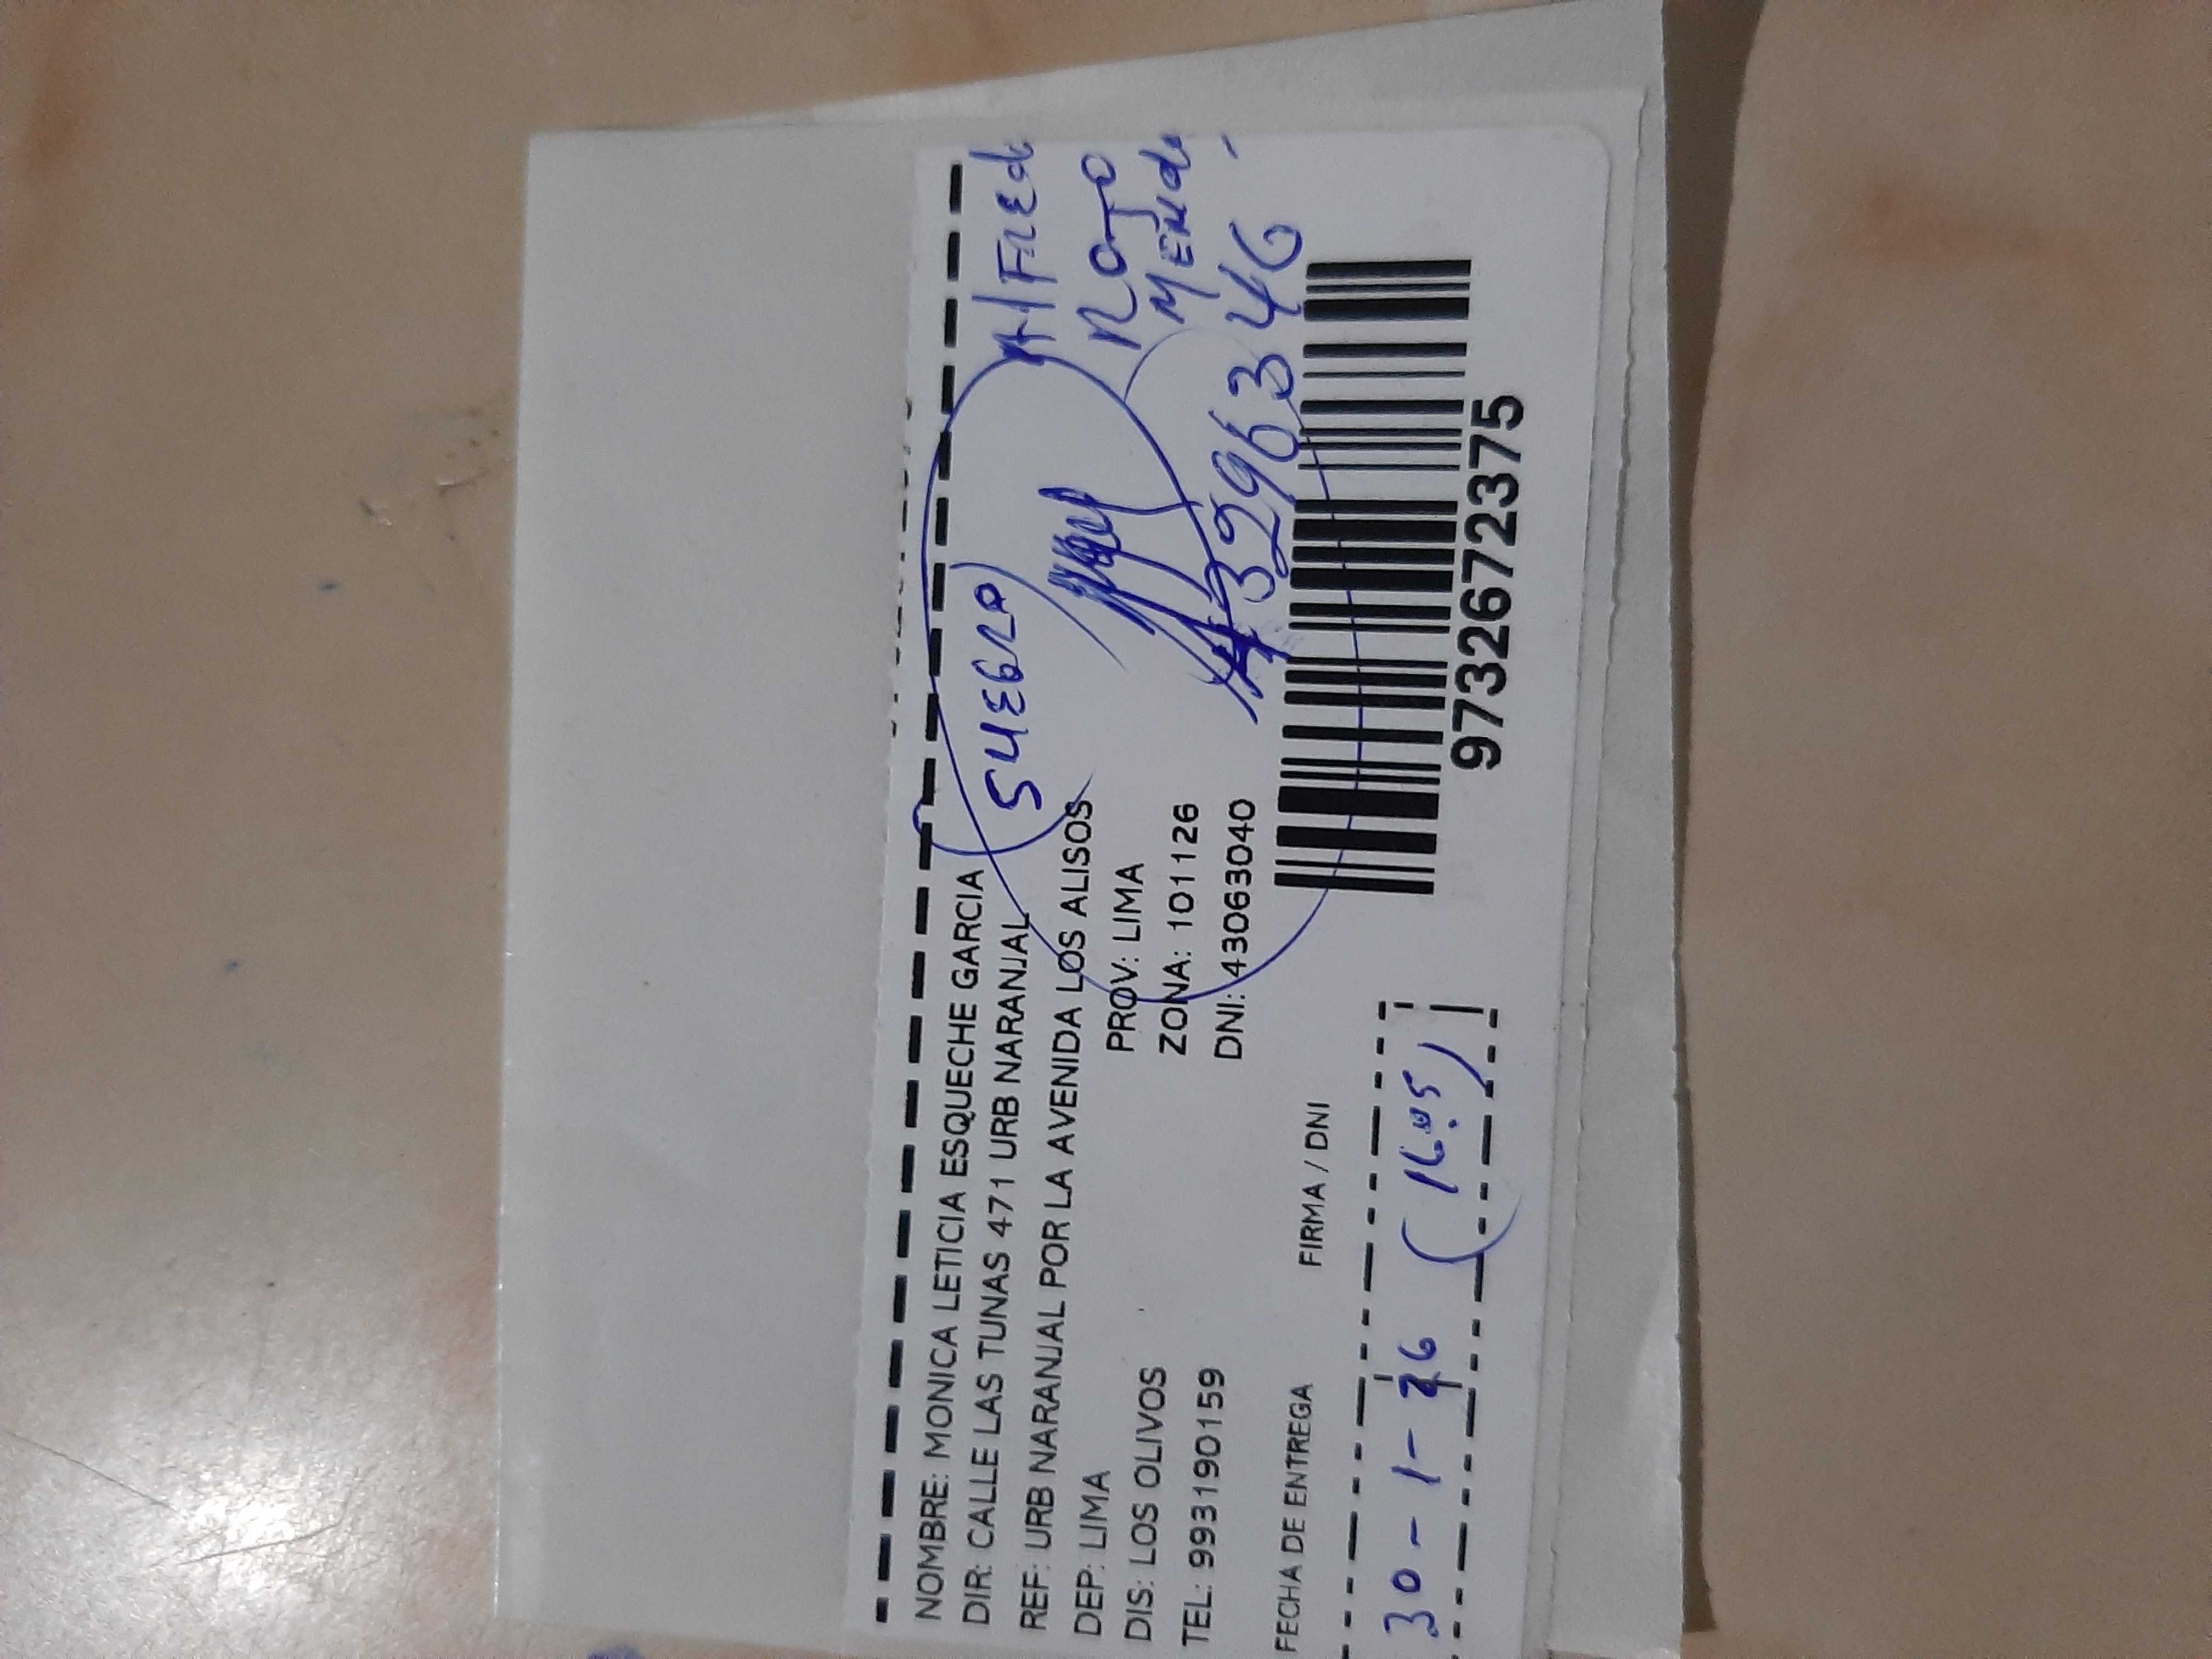 NOMBRE: MONICA LETICIA ESQUECHE GARCIA
DIR: CALLE LAS TUNAS 471 URB NARANJAL
REF: URB NARANJAL POR LA AVENIDA LOS ALISOS
DEP: LIMA PROV: LIMA
DIS: LOS OLIVOS ZONA: 101126
TEL: 993190159 DNI: 43063040
FECHA DE ENTREGA FIRMA / DNI
30-1-26 (16:05)
(SUEGRO)
Alfred
Rojo
9732672375